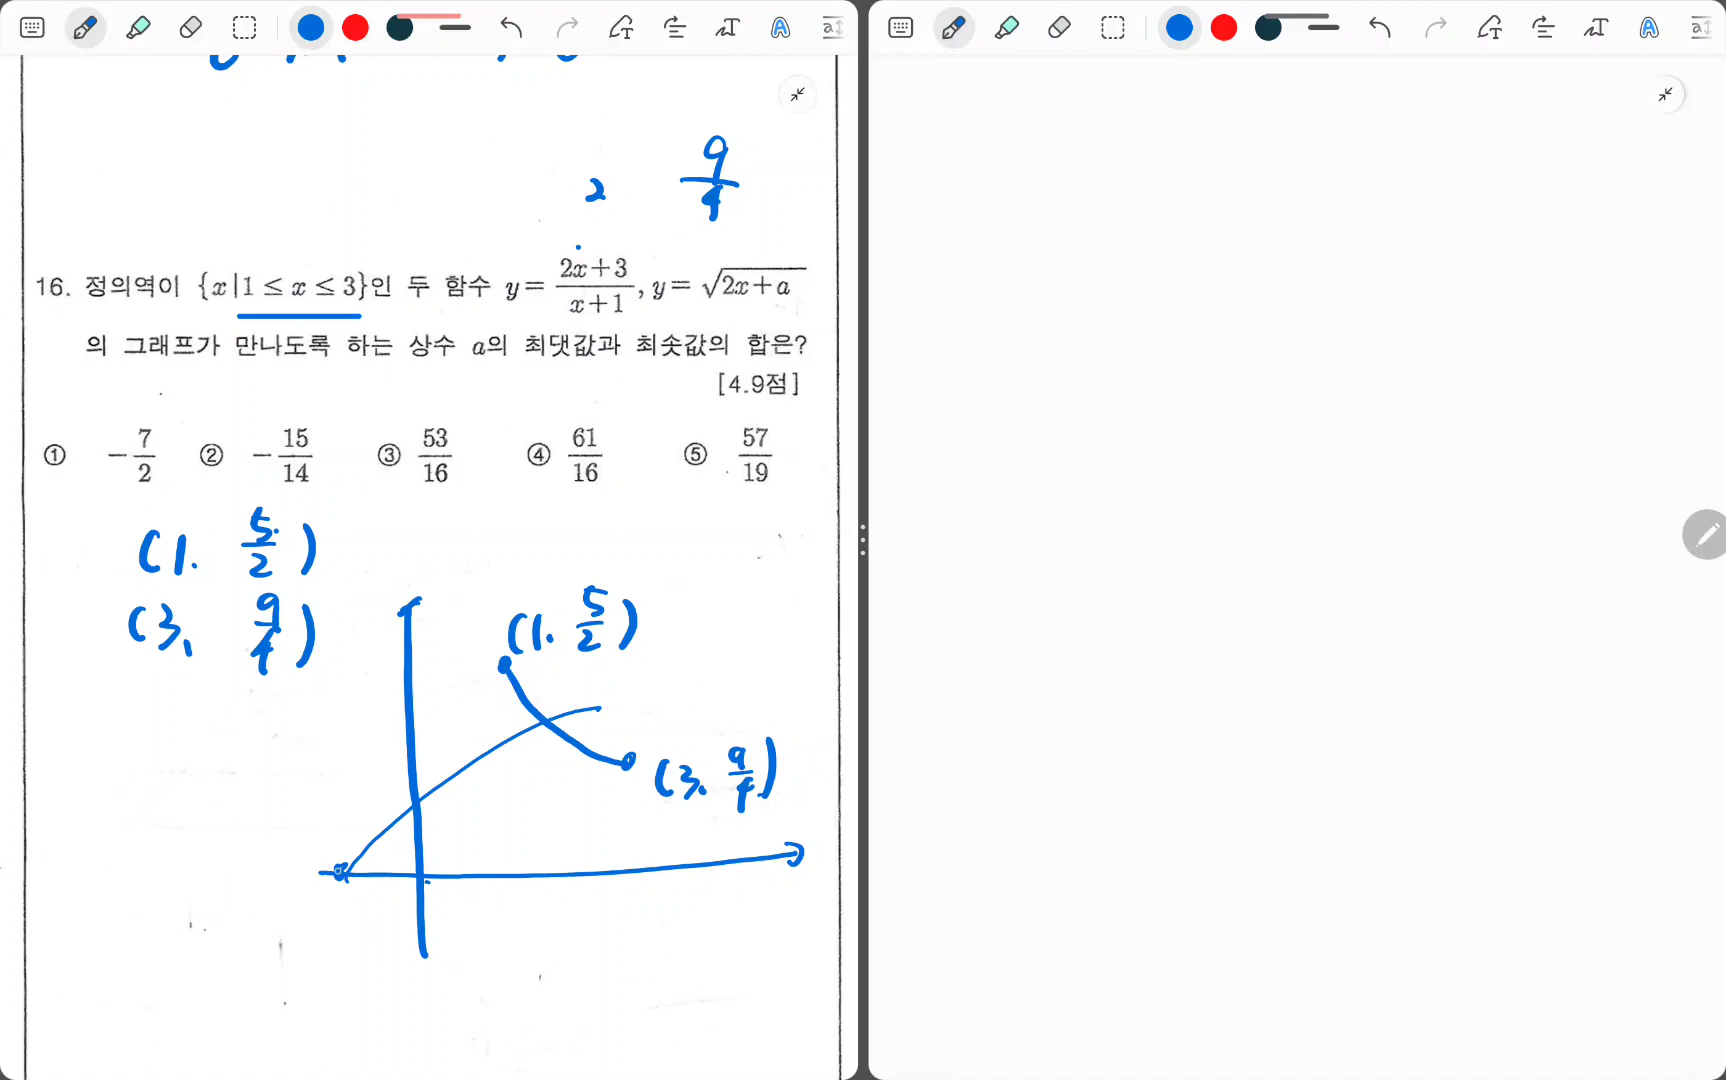 2 9/4
16. 정의역이 {x|1 ≤ x ≤ 3}인 두 함수 y = (2x+3)/(x+1), y = √(2x+a)
의 그래프가 만나도록 하는 상수 a의 최댓값과 최솟값의 합은?
[4.9점]
① -7/2 ② -15/14 ③ 53/16 ④ 61/16 ⑤ 57/19
(1. 5/2)
(3, 9/4)
(1. 5/2)
(3. 9/4)